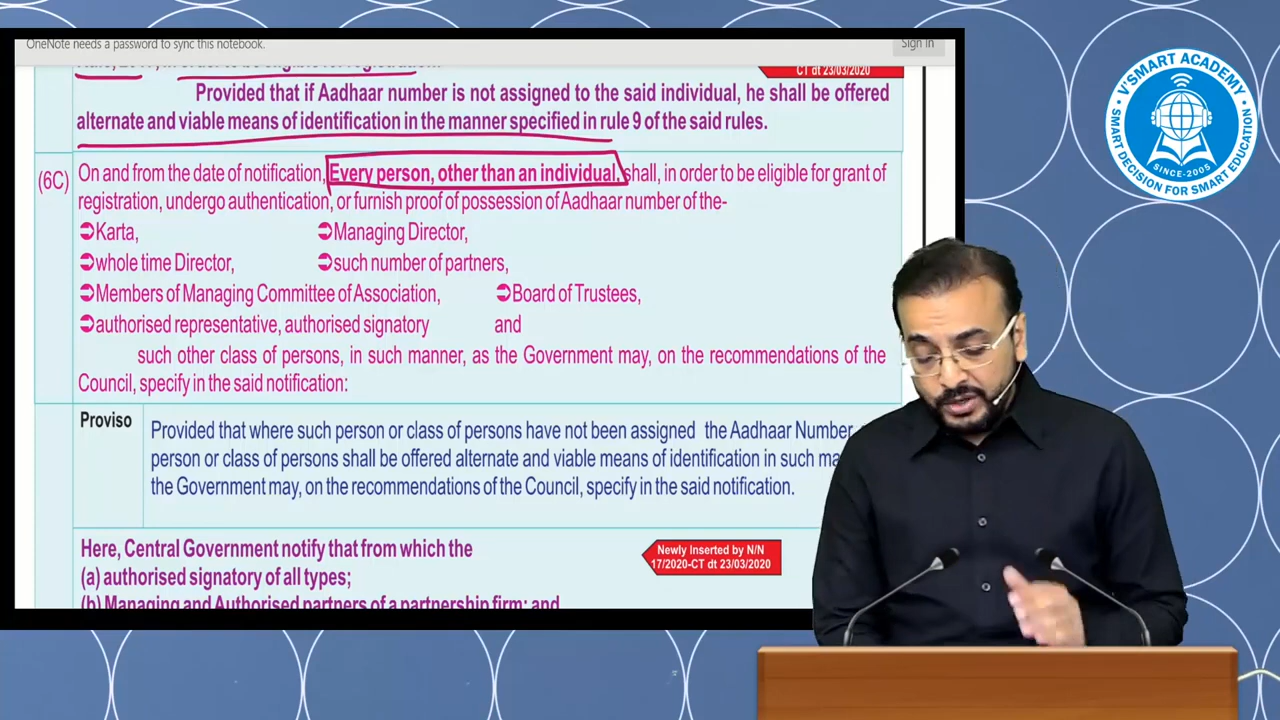 OneNote needs a password to sync this notebook.
Sign in
CT dt 23/03/2020
Provided that if Aadhaar number is not assigned to the said individual, he shall be offered
alternate and viable means of identification in the manner specified in rule 9 of the said rules.
(6C) On and from the date of notification, Every person, other than an individual, shall, in order to be eligible for grant of
registration, undergo authentication, or furnish proof of possession of Aadhaar number of the-
➲Karta, ➲Managing Director,
➲whole time Director, ➲such number of partners,
➲Members of Managing Committee of Association, ➲Board of Trustees,
➲authorised representative, authorised signatory and
such other class of persons, in such manner, as the Government may, on the recommendations of the
Council, specify in the said notification:
Proviso
Provided that where such person or class of persons have not been assigned the Aadhaar Number,
person or class of persons shall be offered alternate and viable means of identification in such
the Government may, on the recommendations of the Council, specify in the said notification.
Here, Central Government notify that from which the
(a) authorised signatory of all types;
(b) Managing and Authorised partners of a partnership firm; and
Newly Inserted by N/N
17/2020-CT dt 23/03/2020
V'SMART ACADEMY
SINCE-2005
SMART DECISION FOR SMART EDUCATION